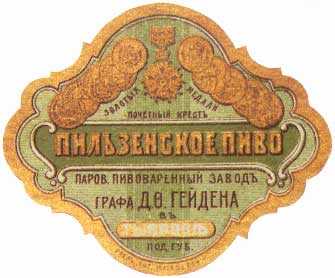 ЗОЛОТЫЯ МЕДАЛИ
ПОЧЕТНЫЙ КРЕСТЪ
ПИЛЬЗЕНСКОЕ ПИВО
ПАРОВ. ПИВОВАРЕННЫЙ ЗАВОДЪ
ГРАФА Д.Ѳ. ГЕЙДЕНА
ВЪ
ПОД. ГУБ.